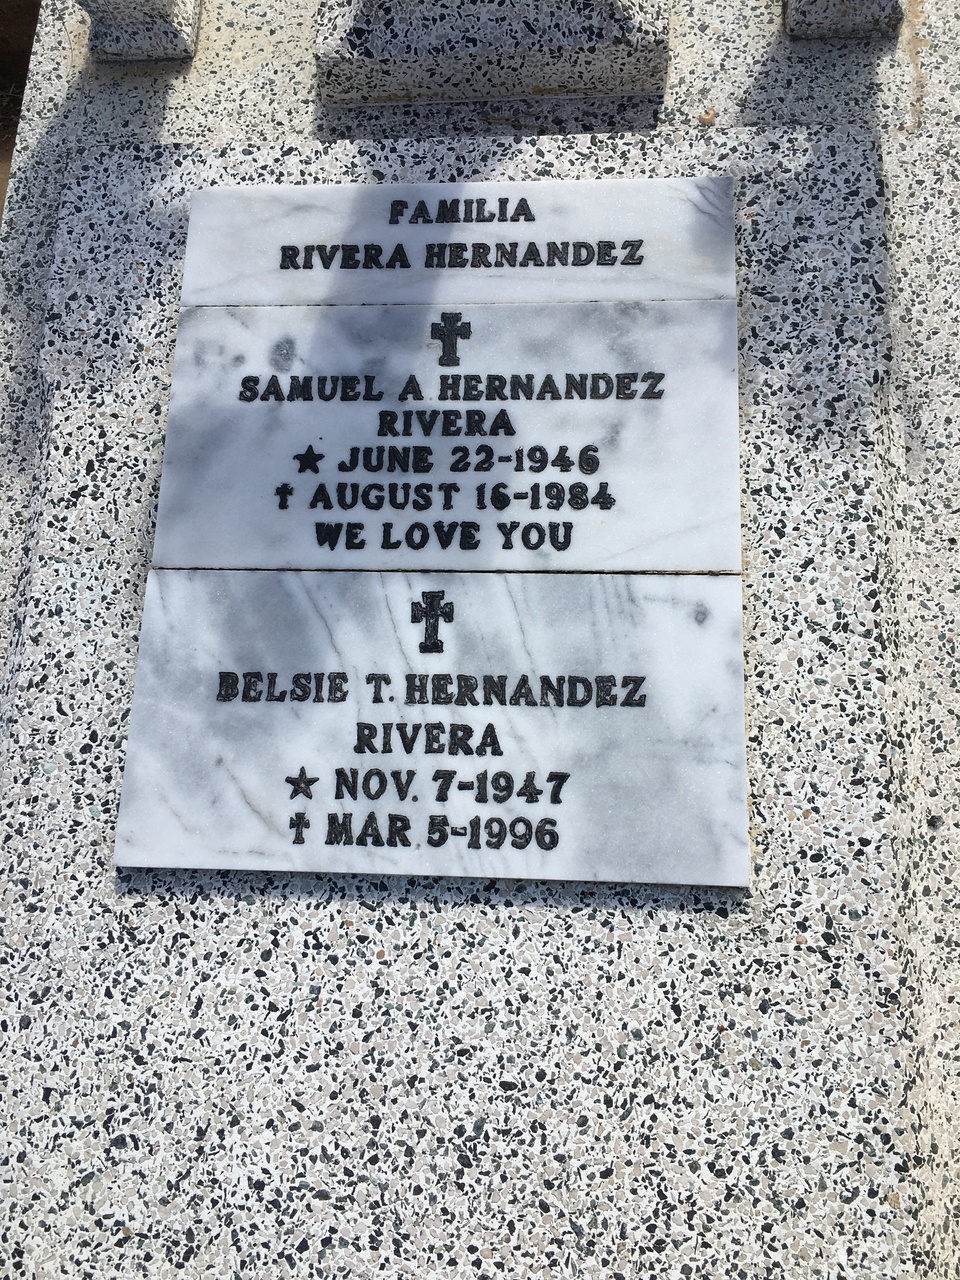 FAMILIA
RIVERA HERNANDEZ
SAMUEL A. HERNANDEZ
RIVERA
★ JUNE 22-1946
✝ AUGUST 16-1984
WE LOVE YOU
BELSIE T. HERNANDEZ
RIVERA
★ NOV. 7-1947
✝ MAR. 5-1996